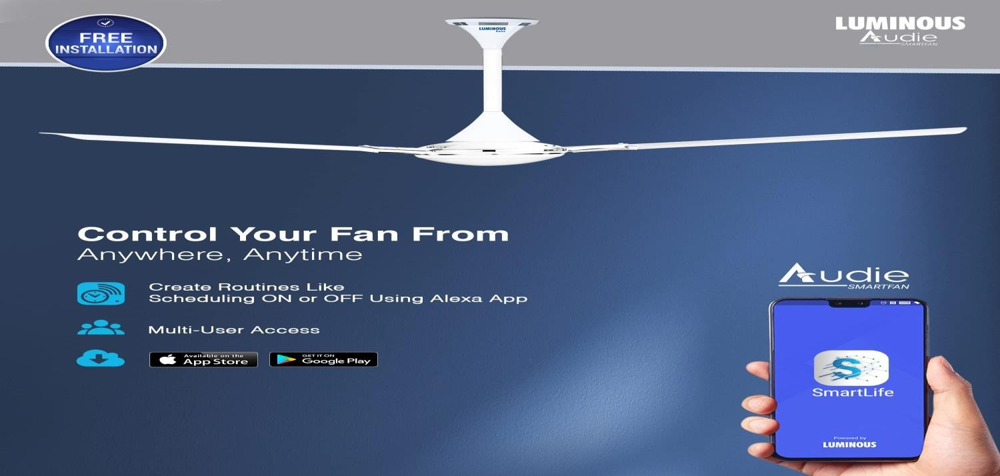 FREE
INSTALLATION
LUMINOUS
Fans
LUMINOUS
Audie
SMARTFAN
Control Your Fan From
Anywhere, Anytime
Create Routines Like
Scheduling ON or OFF Using Alexa App
Multi-User Access
Available on the
App Store
GET IT ON
Google Play
Audie
SMARTFAN
S
SmartLife
Powered by
LUMINOUS